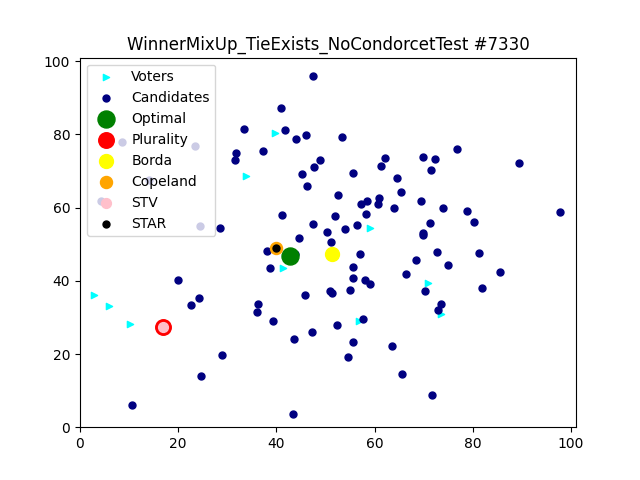 WinnerMixUp_TieExists_NoCondorcetTest #7330
100
80
60
40
20
0
Voters
Candidates
Optimal
Plurality
Borda
Copeland
STV
STAR
0 20 40 60 80 100